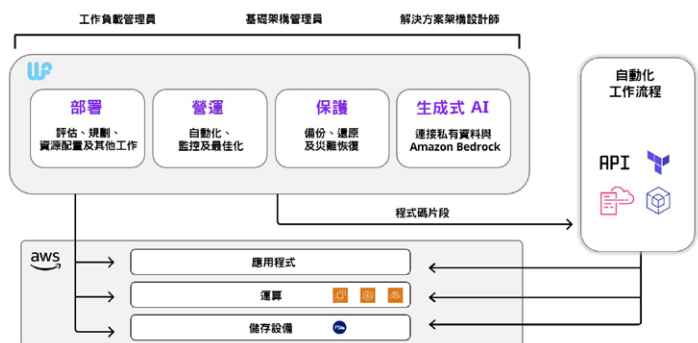 工作負載管理員
基礎架構管理員
解決方案架構設計師
部署
評估、規劃、
資源配置及其他工作
營運
自動化、
監控及最佳化
保護
備份、還原
及災難恢復
生成式 AI
連接私有資料與
Amazon Bedrock
自動化
工作流程
API
程式碼片段
aws
應用程式
運算
儲存設備